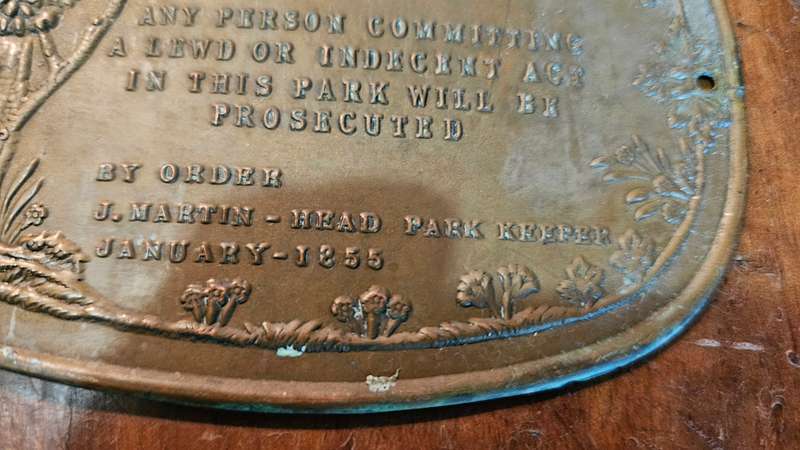 ANY PERSON COMMITTING
A LEWD OR INDECENT ACT
IN THIS PARK WILL BE
PROSECUTED
BY ORDER
J. MARTIN - HEAD PARK KEEPER
JANUARY - 1855